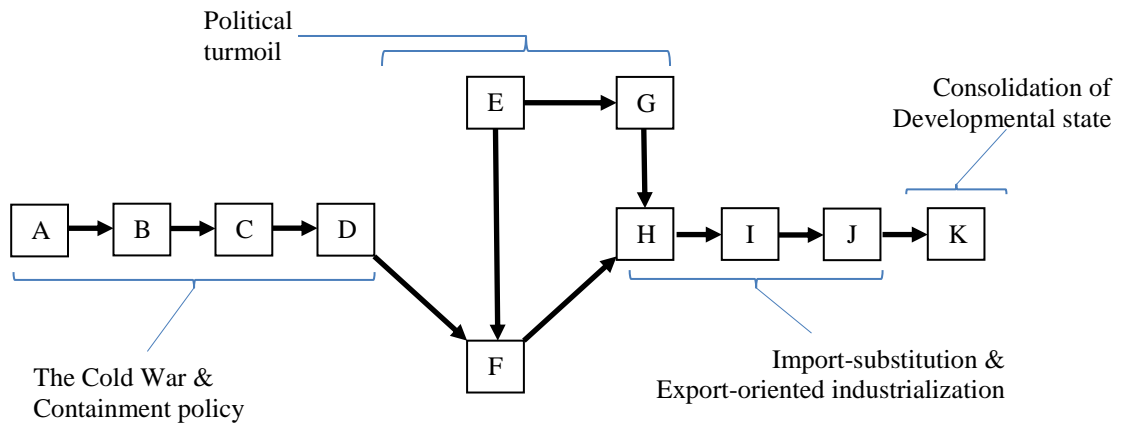 Political
turmoil
E
G
Consolidation of
Developmental state
A
B
C
D
H
I
J
K
F
The Cold War &
Containment policy
Import-substitution &
Export-oriented industrialization